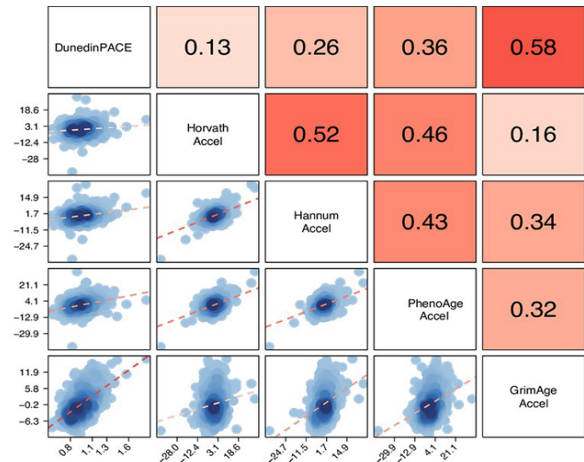 DunedinPACE 0.13 0.26 0.36 0.58
18.6
3.1
−12.4
−28
Horvath
Accel
0.52 0.46 0.16
14.9
1.7
−11.5
−24.7
Hannum
Accel
0.43 0.34
21.1
4.1
−12.9
−29.9
PhenoAge
Accel
0.32
11.9
5.8
−0.2
−6.3
GrimAge
Accel
0.8 1.1 1.3 1.6 −28.0 −12.4 3.1 18.6 −24.7 −11.5 1.7 14.9 −29.9 −12.9 4.1 21.1